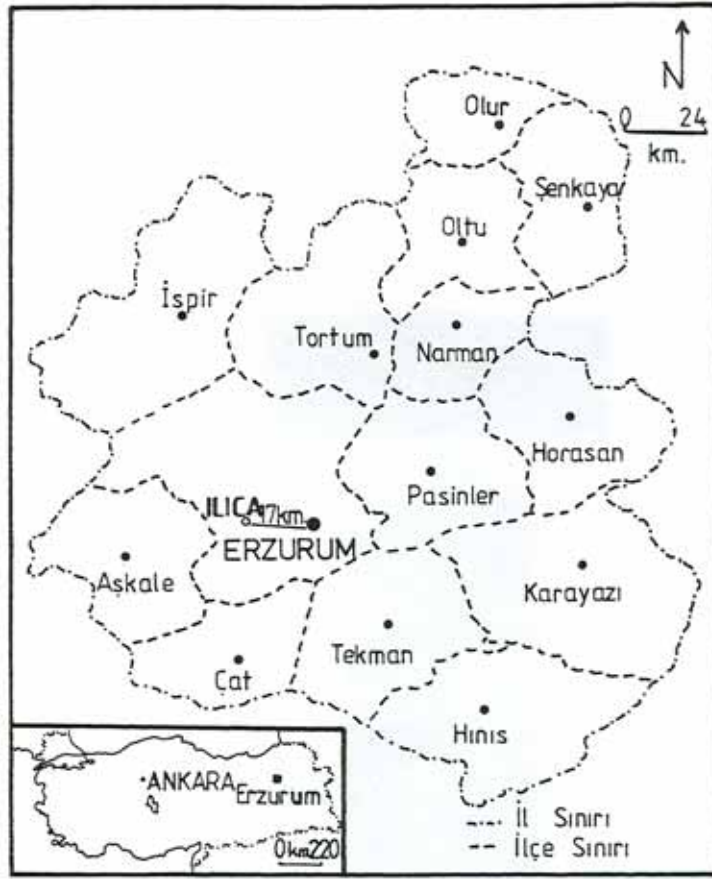 N
Olur
0 24
km.
Şenkaya
Oltu
İspir
Tortum
Narman
Horasan
Pasinler
ILICA
17km.
ERZURUM
Aşkale
Karayazı
Tekman
Çat
Hınıs
ANKARA
Erzurum
0 km 220
İl Sınırı
İlçe Sınırı